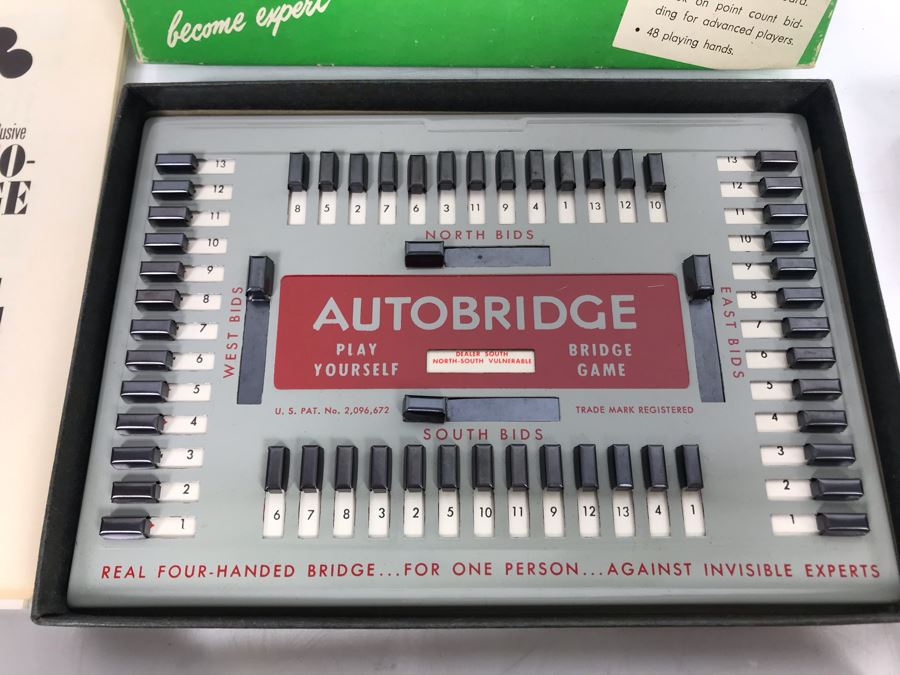 become expert
on point count bid-
ding for advanced players.
• 48 playing hands.
13
12
11
10
9
8
7
6
5
4
3
2
1
8 5 2 7 6 3 11 9 4 1 13 12 10
13
12
11
10
9
8
7
6
5
4
3
2
1
NORTH BIDS
WEST BIDS
EAST BIDS
AUTOBRIDGE
PLAY
YOURSELF
DEALER SOUTH
NORTH-SOUTH VULNERABLE
BRIDGE
GAME
U. S. PAT. No. 2,096,672
TRADE MARK REGISTERED
SOUTH BIDS
6 7 8 3 2 5 10 11 9 12 13 4 1
REAL FOUR-HANDED BRIDGE...FOR ONE PERSON...AGAINST INVISIBLE EXPERTS